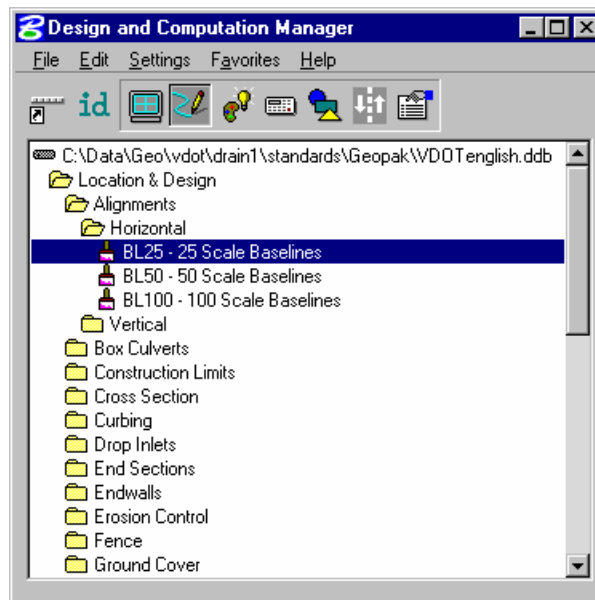 Design and Computation Manager
File Edit Settings Favorites Help
id
C:\Data\Geo\vdot\drain1\standards\Geopak\VDOTenglish.ddb
Location & Design
Alignments
Horizontal
BL25 - 25 Scale Baselines
BL50 - 50 Scale Baselines
BL100 - 100 Scale Baselines
Vertical
Box Culverts
Construction Limits
Cross Section
Curbing
Drop Inlets
End Sections
Endwalls
Erosion Control
Fence
Ground Cover